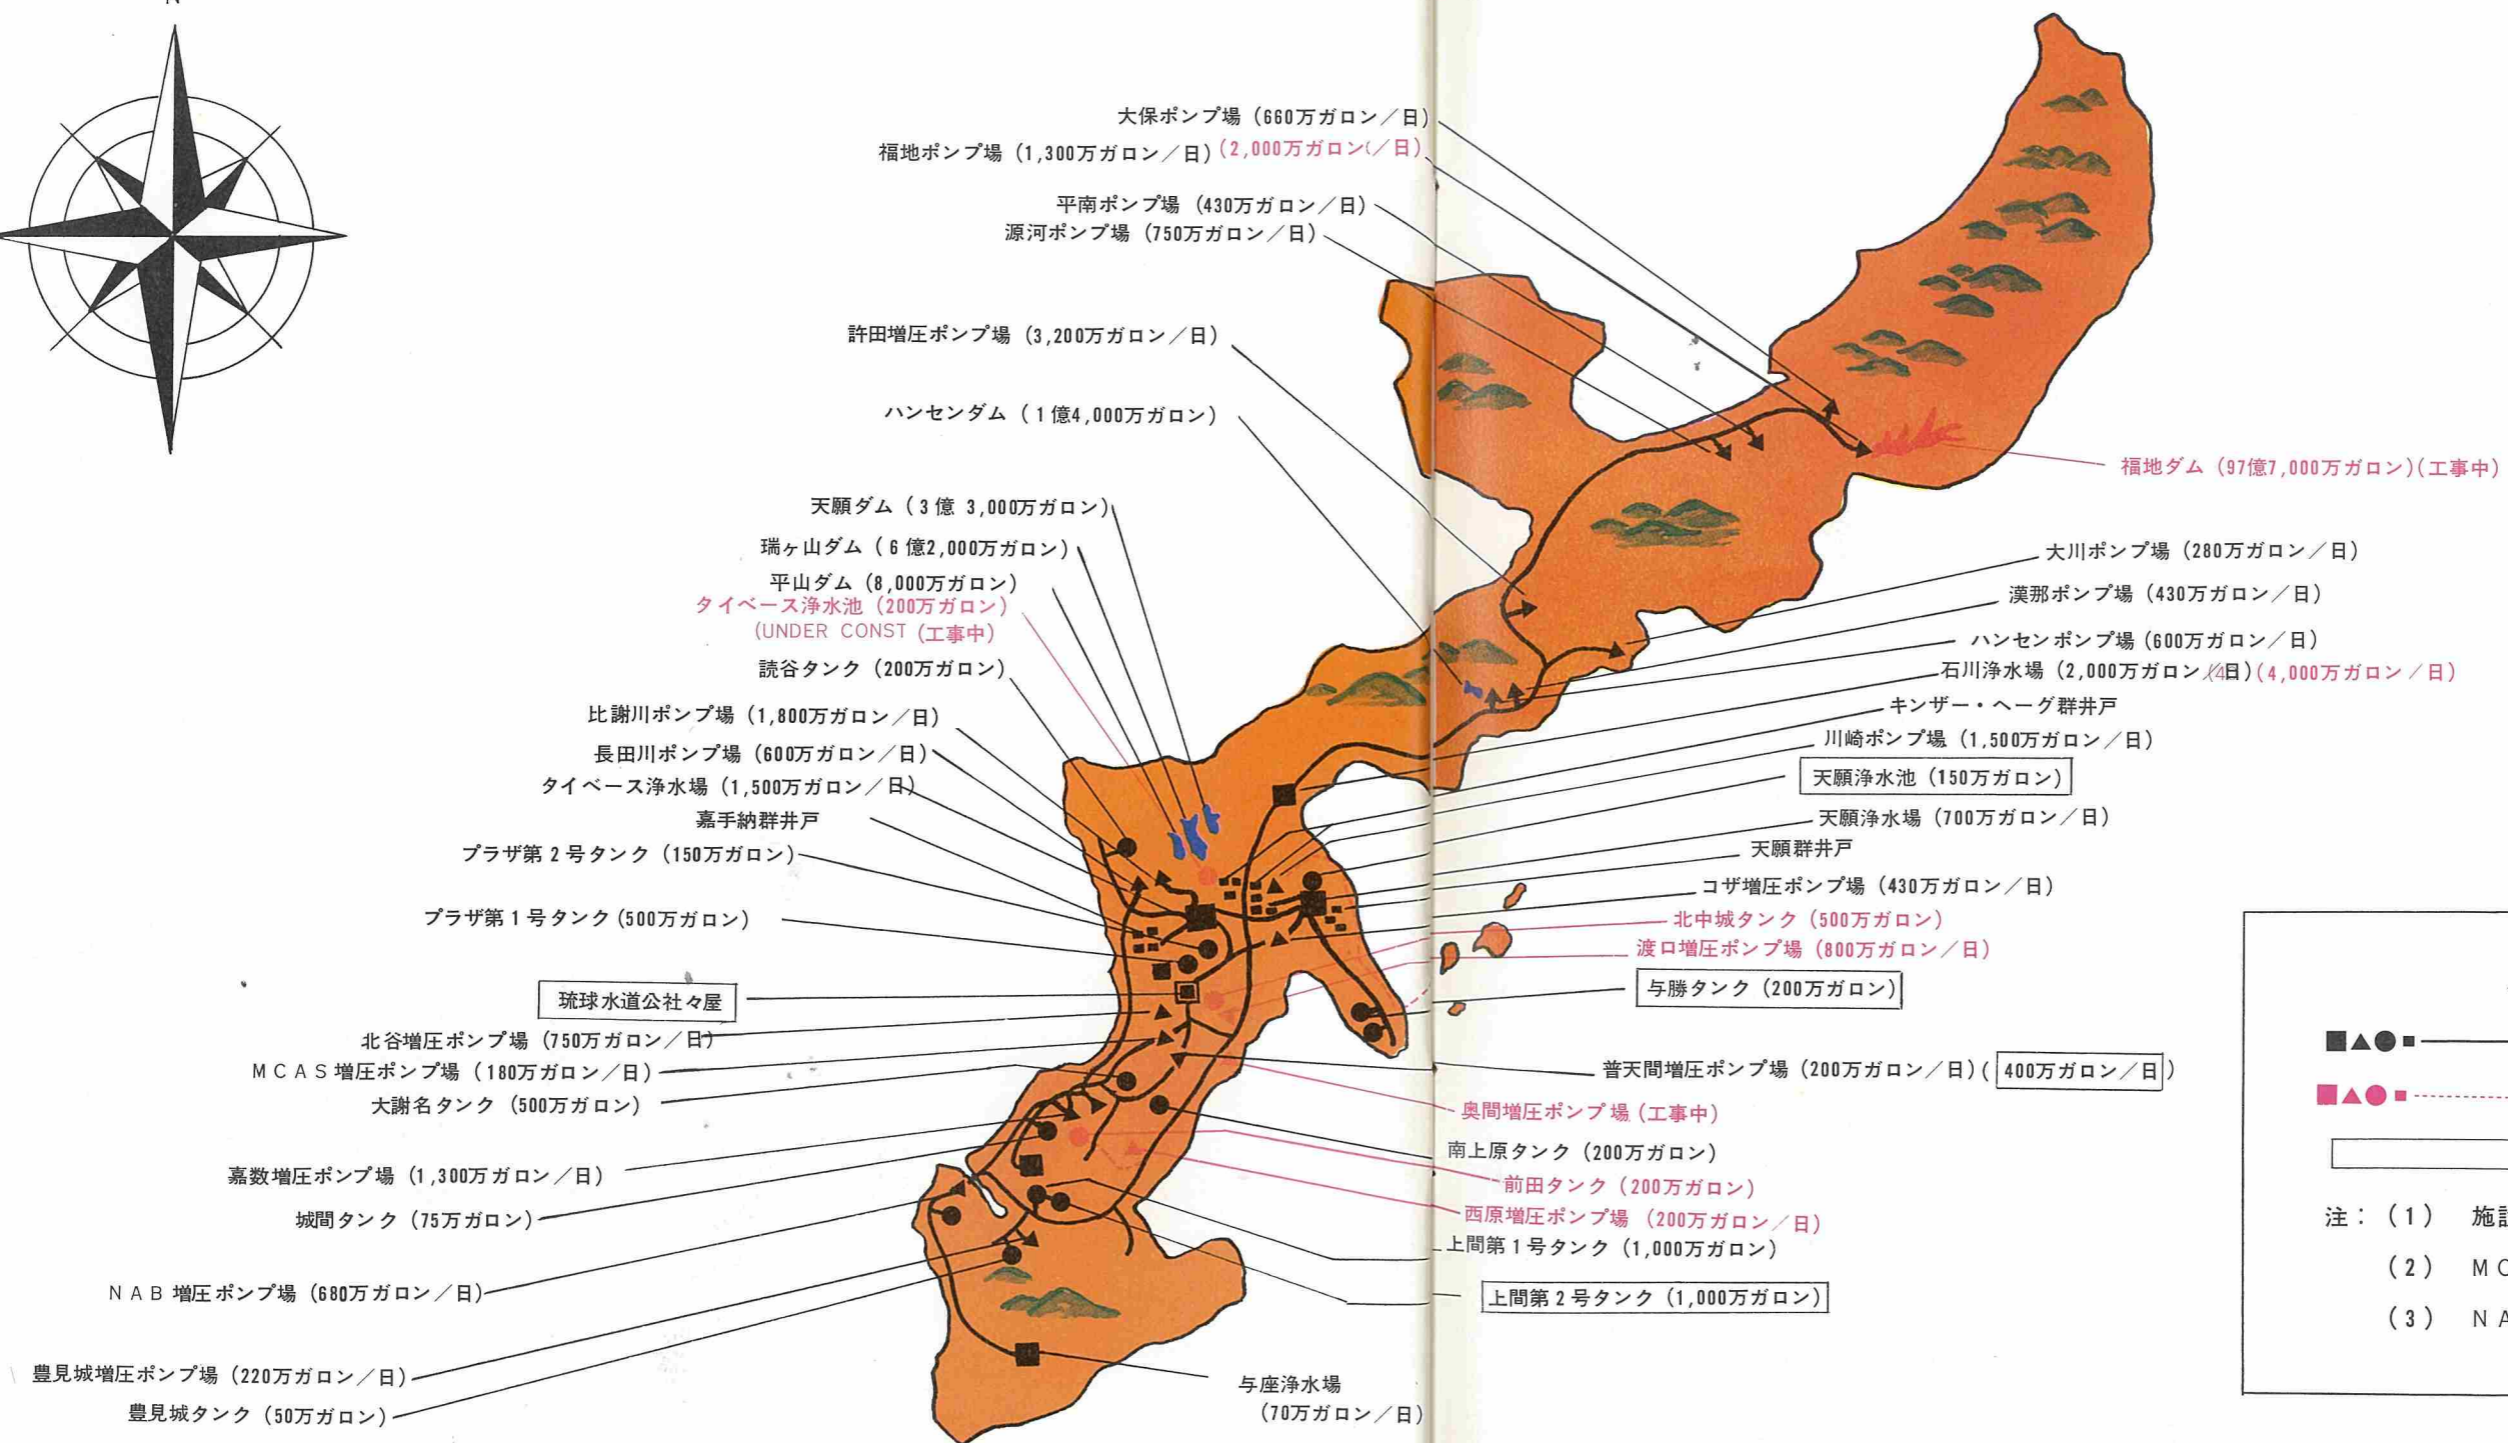 N
大保ポンプ場（660万ガロン／日）
福地ポンプ場（1,300万ガロン／日）（2,000万ガロン(／日）
平南ポンプ場（430万ガロン／日）
源河ポンプ場（750万ガロン／日）
許田増圧ポンプ場（3,200万ガロン／日）
ハンセンダム（1億4,000万ガロン）
天願ダム（3億 3,000万ガロン）
瑞ヶ山ダム（6億2,000万ガロン）
平山ダム（8,000万ガロン）
タイベース浄水池（200万ガロン）
(UNDER CONST（工事中）
読谷タンク（200万ガロン）
比謝川ポンプ場（1,800万ガロン／日）
長田川ポンプ場（600万ガロン／日）
タイベース浄水場（1,500万ガロン／日）
嘉手納群井戸
プラザ第2号タンク（150万ガロン）
プラザ第1号タンク（500万ガロン）
琉球水道公社々屋
北谷増圧ポンプ場（750万ガロン／日）
MCAS増圧ポンプ場（180万ガロン／日）
大謝名タンク（500万ガロン）
嘉数増圧ポンプ場（1,300万ガロン／日）
城間タンク（75万ガロン）
NAB増圧ポンプ場（680万ガロン／日）
豊見城増圧ポンプ場（220万ガロン／日）
豊見城タンク（50万ガロン）
与座浄水場
（70万ガロン／日）
福地ダム（97億7,000万ガロン）（工事中）
大川ポンプ場（280万ガロン／日）
漢那ポンプ場（430万ガロン／日）
ハンセンポンプ場（600万ガロン／日）
石川浄水場（2,000万ガロン／日）（4,000万ガロン／日）
キンザー・ヘーグ群井戸
川崎ポンプ場（1,500万ガロン／日）
天願浄水池（150万ガロン）
天願浄水場（700万ガロン／日）
天願群井戸
コザ増圧ポンプ場（430万ガロン／日）
北中城タンク（500万ガロン）
渡口増圧ポンプ場（800万ガロン／日）
与勝タンク（200万ガロン）
普天間増圧ポンプ場（200万ガロン／日）（400万ガロン／日）
奥間増圧ポンプ場（工事中）
南上原タンク（200万ガロン）
前田タンク（200万ガロン）
西原増圧ポンプ場（200万ガロン／日）
上間第1号タンク（1,000万ガロン）
上間第2号タンク（1,000万ガロン）
注：（1） 施設
（2） MC
（3） NA